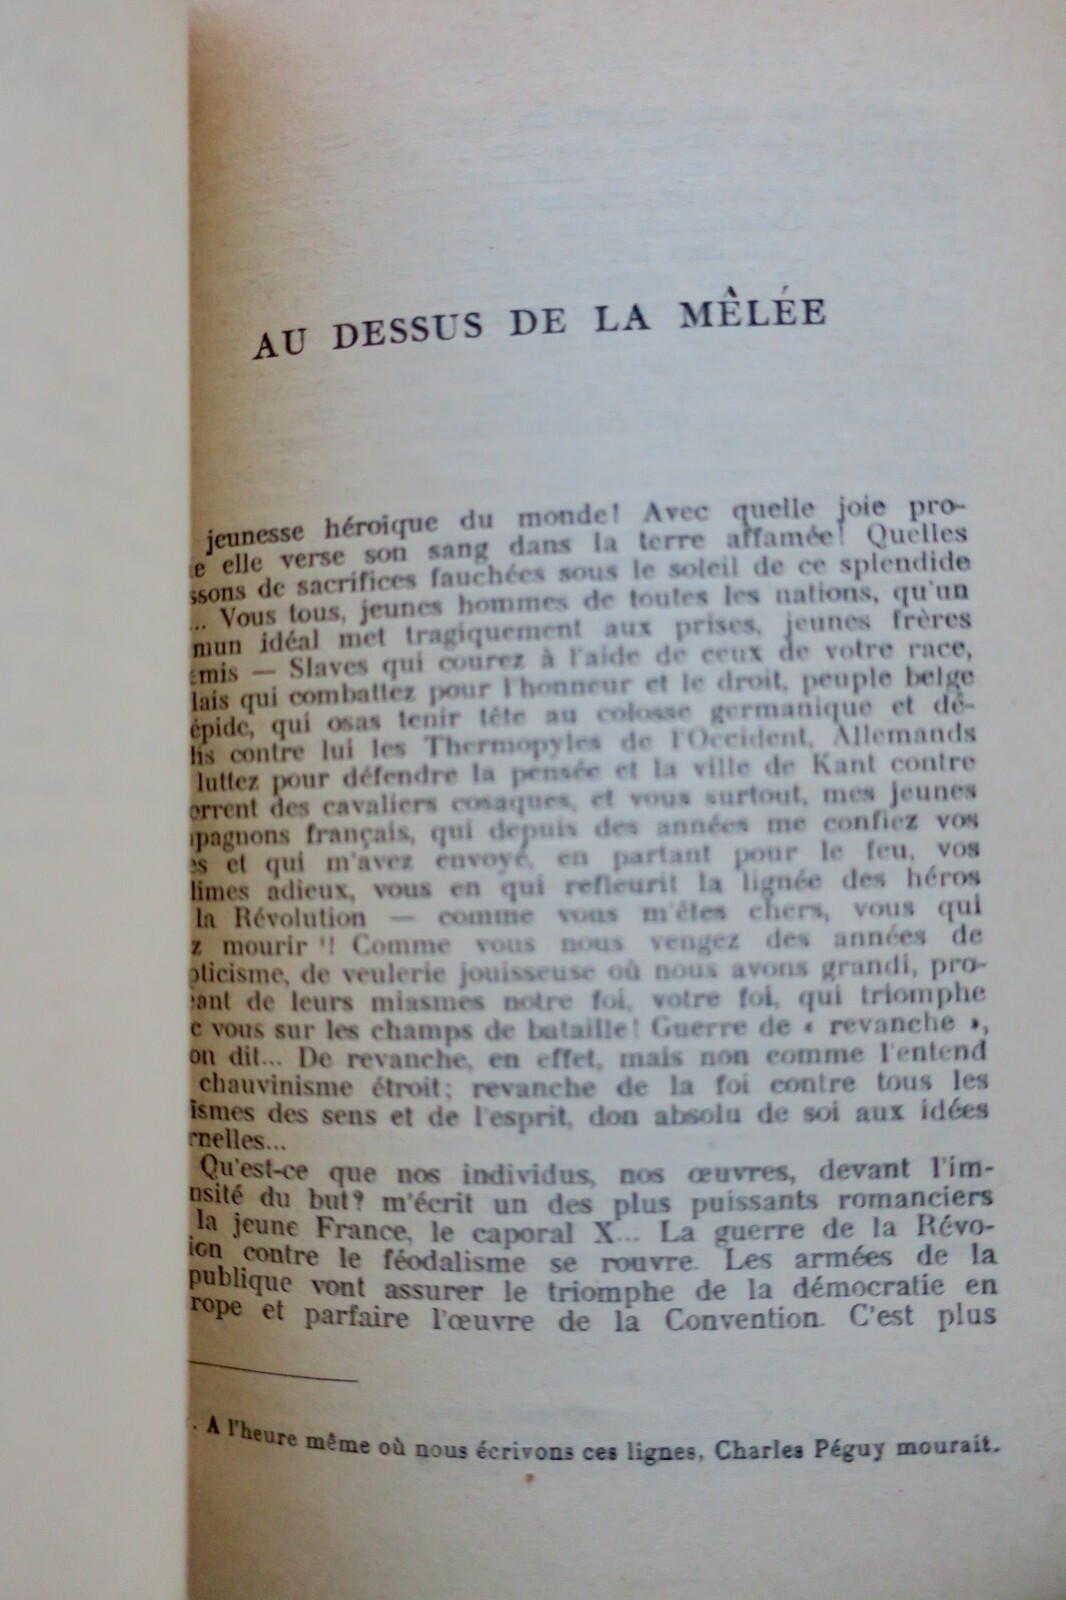 AU DESSUS DE LA MÊLÉE
jeunesse héroïque du monde! Avec quelle joie pro-
e elle verse son sang dans la terre affamée! Quelles
ssons de sacrifices fauchées sous le soleil de ce splendide
... Vous tous, jeunes hommes de toutes les nations, qu'un
mun idéal met tragiquement aux prises, jeunes frères
emis — Slaves qui courez à l'aide de ceux de votre race,
lais qui combattez pour l'honneur et le droit, peuple belge
épide, qui osas tenir tête au colosse germanique et dé-
dis contre lui les Thermopyles de l'Occident, Allemands
luttez pour défendre la pensée et la ville de Kant contre
orrent des cavaliers cosaques, et vous surtout, mes jeunes
pagnons français, qui depuis des années me confiez vos
es et qui m'avez envoyé, en partant pour le feu, vos
limes adieux, vous en qui refleurit la lignée des héros
la Révolution — comme vous m'êtes chers, vous qui
z mourir ¹! Comme vous nous vengez des années de
pticisme, de veulerie jouisseuse où nous avons grandi, pro-
eant de leurs miasmes notre foi, votre foi, qui triomphe
c vous sur les champs de bataille! Guerre de « revanche »,
on dit... De revanche, en effet, mais non comme l'entend
chauvinisme étroit; revanche de la foi contre tous les
ïsmes des sens et de l'esprit, don absolu de soi aux idées
rnelles...
Qu'est-ce que nos individus, nos œuvres, devant l'im-
nsité du but? m'écrit un des plus puissants romanciers
la jeune France, le caporal X... La guerre de la Révo-
ion contre le féodalisme se rouvre. Les armées de la
publique vont assurer le triomphe de la démocratie en
rope et parfaire l'œuvre de la Convention. C'est plus
. A l'heure même où nous écrivons ces lignes, Charles Péguy mourait.